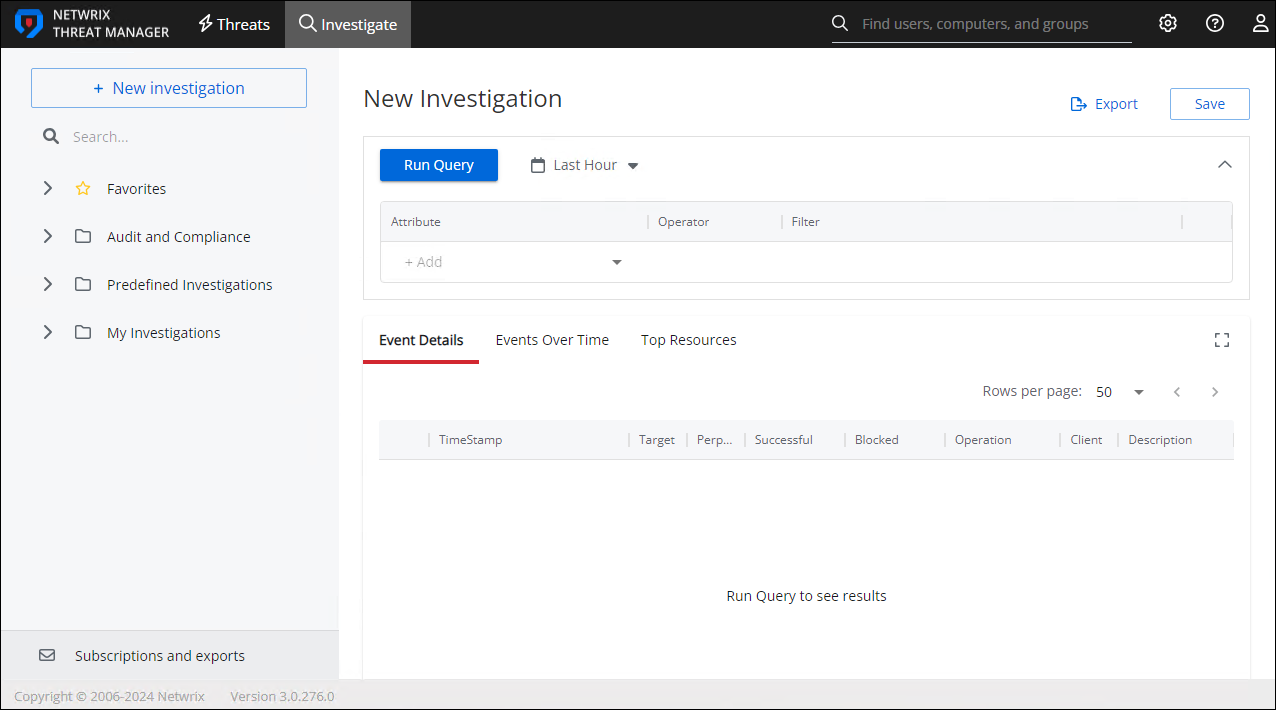 NETWRIX
THREAT MANAGER
Threats
Investigate
Find users, computers, and groups
+ New investigation
Search...
Favorites
Audit and Compliance
Predefined Investigations
My Investigations
Subscriptions and exports
New Investigation
Export
Save
Run Query
Last Hour
Attribute Operator Filter
+ Add
Event Details Events Over Time Top Resources
Rows per page: 50
TimeStamp Target Perp... Successful Blocked Operation Client Description
Run Query to see results
Copyright © 2006-2024 Netwrix Version 3.0.276.0